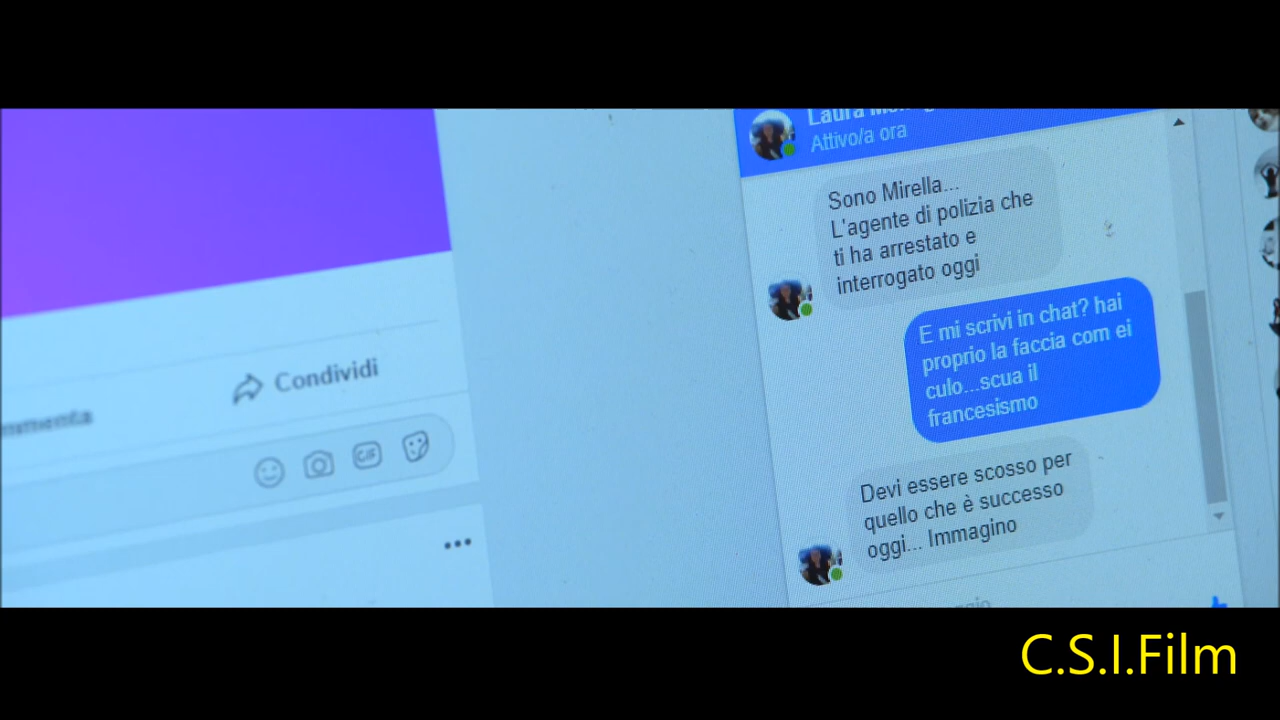 Laura
Attivo/a ora
Sono Mirella...
L'agente di polizia che
ti ha arrestato e
interrogato oggi
E mi scrivi in chat? hai
proprio la faccia com ei
culo...scua il
francesismo
Devi essere scosso per
quello che è successo
oggi... Immagino
Condividi
GIF
C.S.I.Film